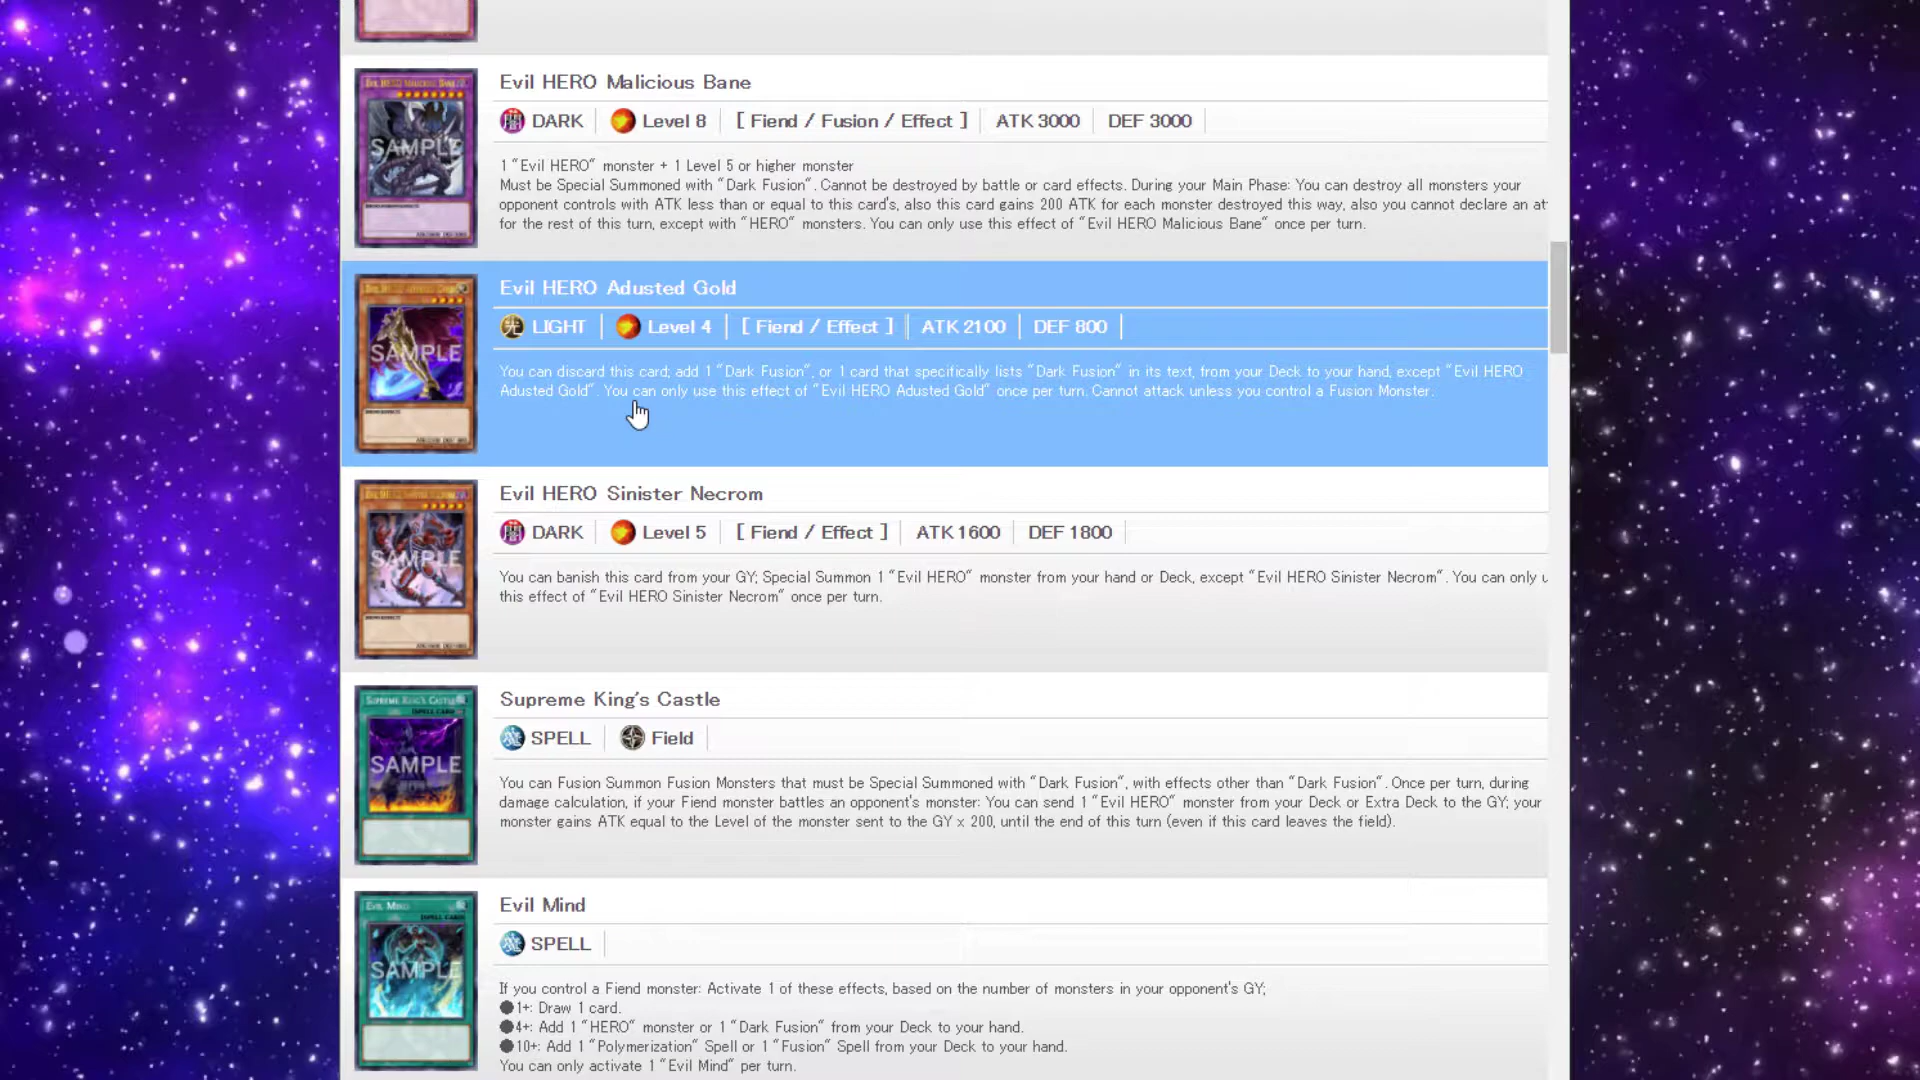 Evil HERO Malicious Bane
闇 DARK Level 8 [ Fiend / Fusion / Effect ] ATK 3000 DEF 3000
SAMPLE
1 "Evil HERO" monster + 1 Level 5 or higher monster
Must be Special Summoned with "Dark Fusion". Cannot be destroyed by battle or card effects. During your Main Phase: You can destroy all monsters your
opponent controls with ATK less than or equal to this card's, also this card gains 200 ATK for each monster destroyed this way, also you cannot declare an at
for the rest of this turn, except with "HERO" monsters. You can only use this effect of "Evil HERO Malicious Bane" once per turn.
Evil HERO Adusted Gold
光 LIGHT Level 4 [ Fiend / Effect ] ATK 2100 DEF 800
SAMPLE
You can discard this card; add 1 "Dark Fusion", or 1 card that specifically lists "Dark Fusion" in its text, from your Deck to your hand, except "Evil HERO
Adusted Gold". You can only use this effect of "Evil HERO Adusted Gold" once per turn. Cannot attack unless you control a Fusion Monster.
Evil HERO Sinister Necrom
闇 DARK Level 5 [ Fiend / Effect ] ATK 1600 DEF 1800
SAMPLE
You can banish this card from your GY; Special Summon 1 "Evil HERO" monster from your hand or Deck, except "Evil HERO Sinister Necrom". You can only u
this effect of "Evil HERO Sinister Necrom" once per turn.
Supreme King's Castle
SPELL Field
SAMPLE
You can Fusion Summon Fusion Monsters that must be Special Summoned with "Dark Fusion", with effects other than "Dark Fusion". Once per turn, during
damage calculation, if your Fiend monster battles an opponent's monster: You can send 1 "Evil HERO" monster from your Deck or Extra Deck to the GY; your
monster gains ATK equal to the Level of the monster sent to the GY x 200, until the end of this turn (even if this card leaves the field).
Evil Mind
SPELL
SAMPLE
If you control a Fiend monster: Activate 1 of these effects, based on the number of monsters in your opponent's GY;
●1+: Draw 1 card.
●4+: Add 1 "HERO" monster or 1 "Dark Fusion" from your Deck to your hand.
●10+: Add 1 "Polymerization" Spell or 1 "Fusion" Spell from your Deck to your hand.
You can only activate 1 "Evil Mind" per turn.